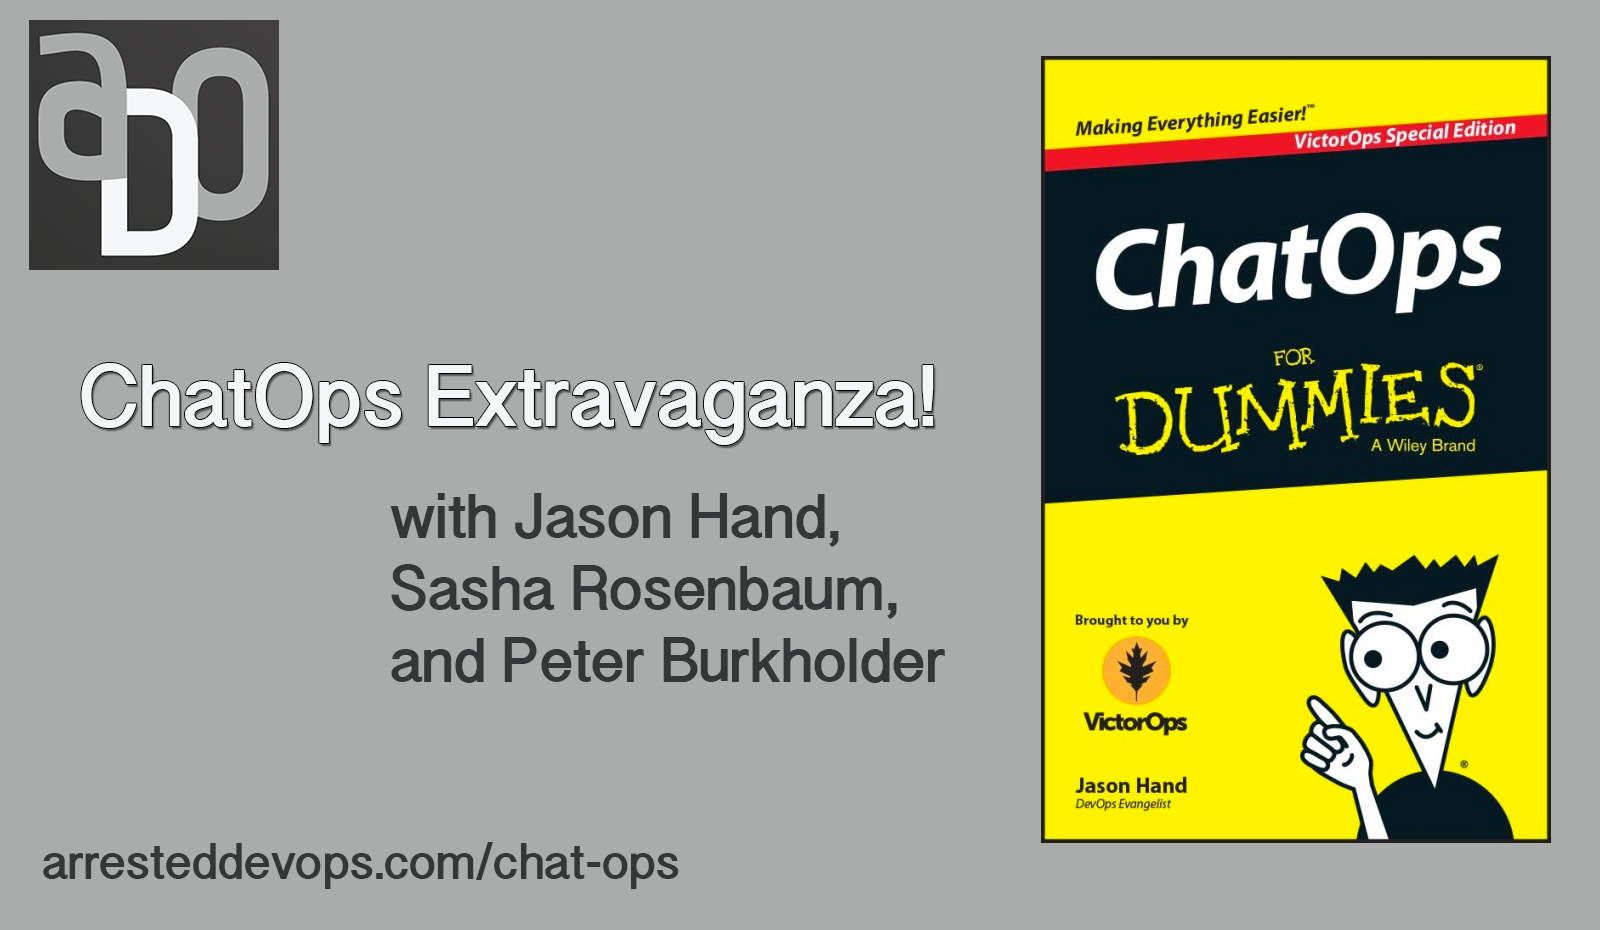 aDO
ChatOps Extravaganza!
with Jason Hand,
Sasha Rosenbaum,
and Peter Burkholder
arresteddevops.com/chat-ops
Making Everything Easier!™
VictorOps Special Edition
ChatOps
FOR
DUMMIES®
A Wiley Brand
Brought to you by
VictorOps
Jason Hand
DevOps Evangelist
®